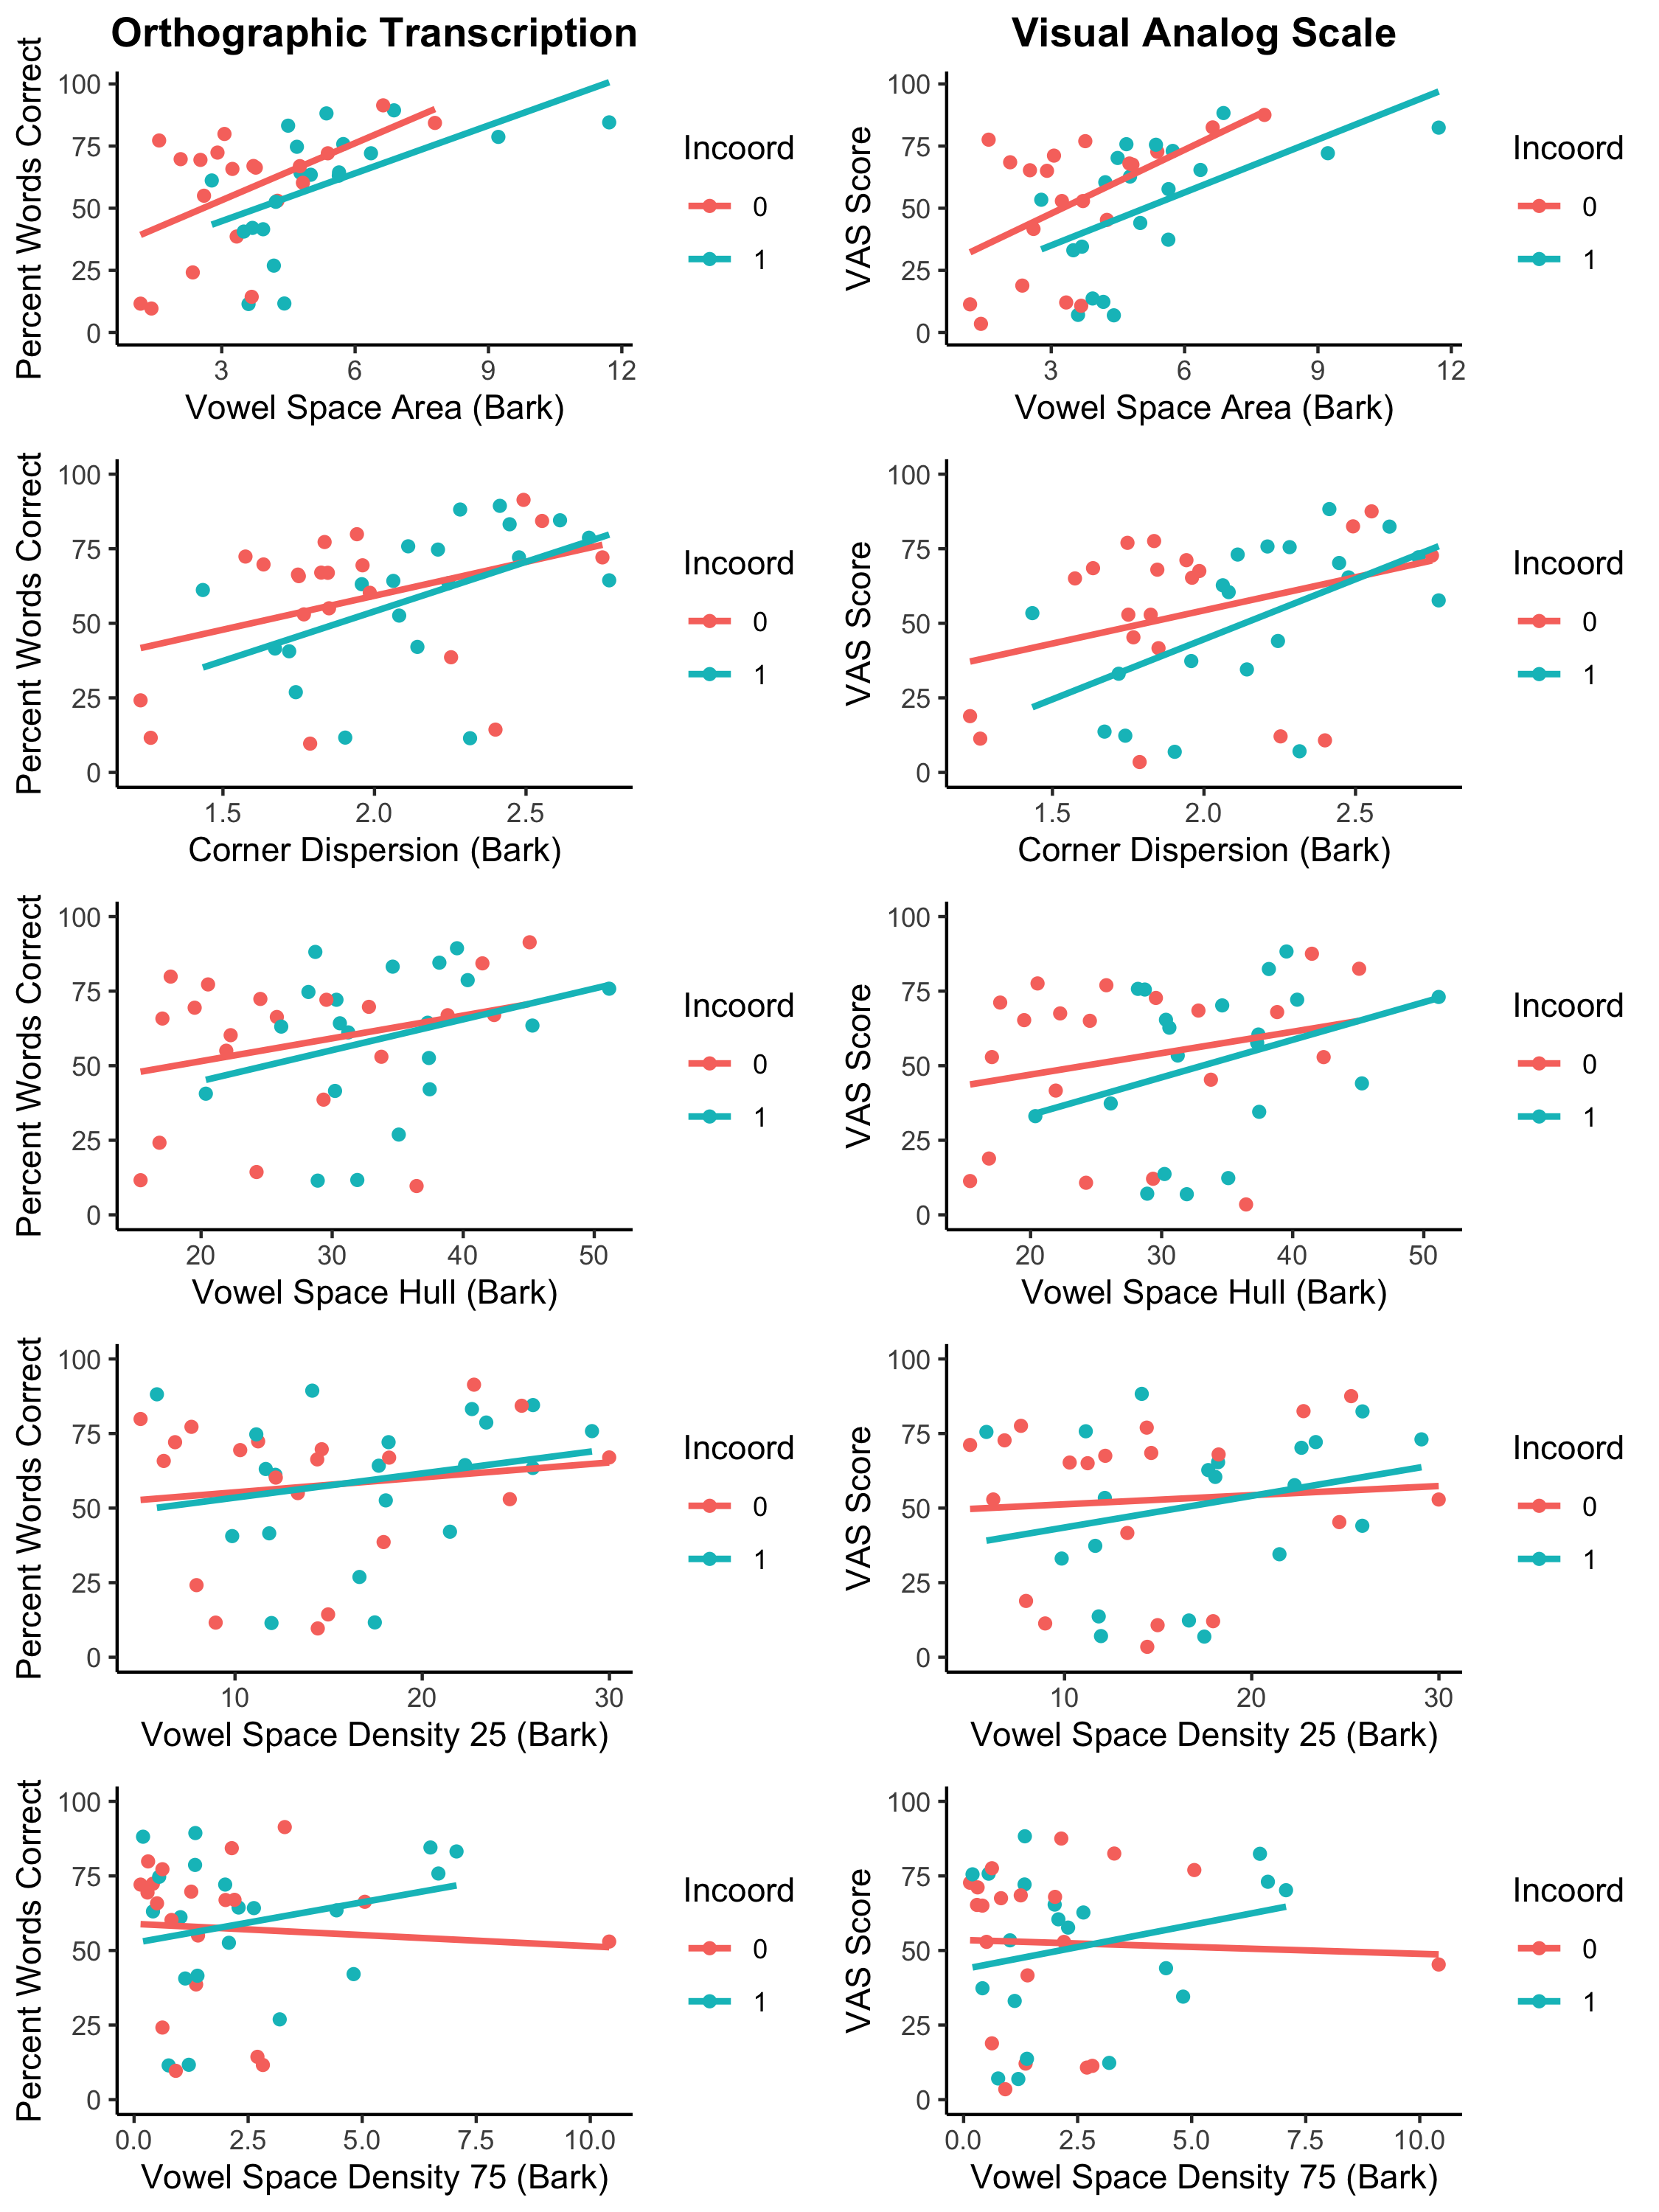 Orthographic Transcription
Visual Analog Scale
Percent Words Correct
100
75
50
25
0
3 6 9 12
Vowel Space Area (Bark)
Incoord
0
1
VAS Score
100
75
50
25
0
3 6 9 12
Vowel Space Area (Bark)
Incoord
0
1
Percent Words Correct
100
75
50
25
0
1.5 2.0 2.5
Corner Dispersion (Bark)
Incoord
0
1
VAS Score
100
75
50
25
0
1.5 2.0 2.5
Corner Dispersion (Bark)
Incoord
0
1
Percent Words Correct
100
75
50
25
0
20 30 40 50
Vowel Space Hull (Bark)
Incoord
0
1
VAS Score
100
75
50
25
0
20 30 40 50
Vowel Space Hull (Bark)
Incoord
0
1
Percent Words Correct
100
75
50
25
0
10 20 30
Vowel Space Density 25 (Bark)
Incoord
0
1
VAS Score
100
75
50
25
0
10 20 30
Vowel Space Density 25 (Bark)
Incoord
0
1
Percent Words Correct
100
75
50
25
0
0.0 2.5 5.0 7.5 10.0
Vowel Space Density 75 (Bark)
Incoord
0
1
VAS Score
100
75
50
25
0
0.0 2.5 5.0 7.5 10.0
Vowel Space Density 75 (Bark)
Incoord
0
1